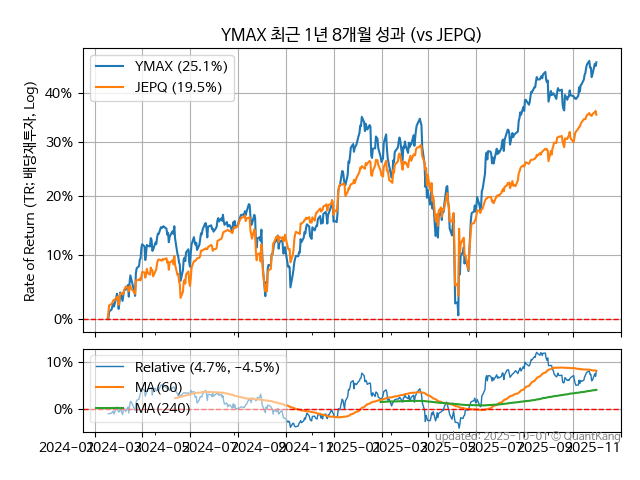 YMAX 최근 1년 8개월 성과 (vs JEPQ)
Rate of Return (TR: 배당재투자, Log)
YMAX (25.1%)
JEPQ (19.5%)
40%
30%
20%
10%
0%
10%
0%
Relative (4.7%, -4.5%)
MA(60)
MA(240)
updated: 2025-10-01 © QuantKang
2024-01 2024-03 2024-05 2024-07 2024-09 2024-11 2025-01 2025-03 2025-05 2025-07 2025-09 2025-11